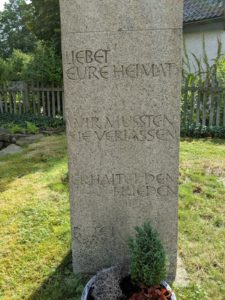 LIEBET
EURE HEIMAT
WIR MUSSTEN
SIE VERLASSEN
ERHALTET DEN
FRIEDEN